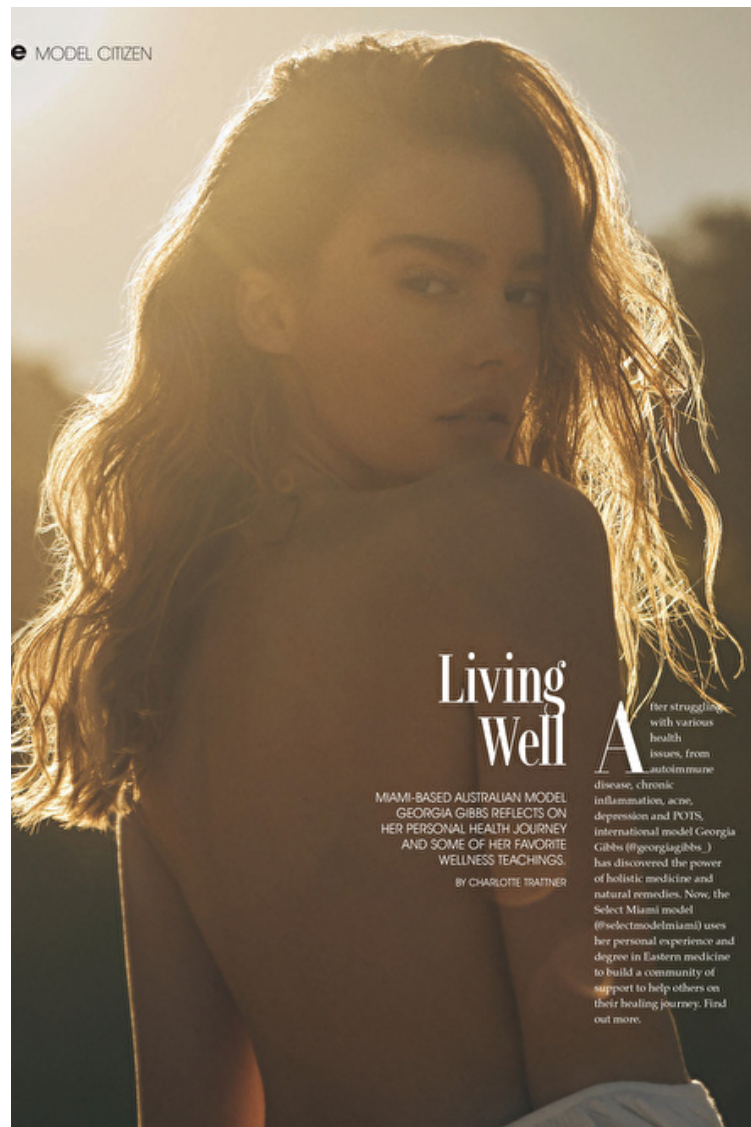 e MODEL CITIZEN
Living
Well
MIAMI-BASED AUSTRALIAN MODEL
GEORGIA GIBBS REFLECTS ON
HER PERSONAL HEALTH JOURNEY
AND SOME OF HER FAVORITE
WELLNESS TEACHINGS.
BY CHARLOTTE TRATTNER
After struggling
with various
health
issues, from
autoimmune
disease, chronic
inflammation, acne,
depression and POTS,
international model Georgia
Gibbs (@georgiagibbs_)
has discovered the power
of holistic medicine and
natural remedies. Now, the
Select Miami model
(@selectmodelmiami) uses
her personal experience and
degree in Eastern medicine
to build a community of
support to help others on
their healing journey. Find
out more.